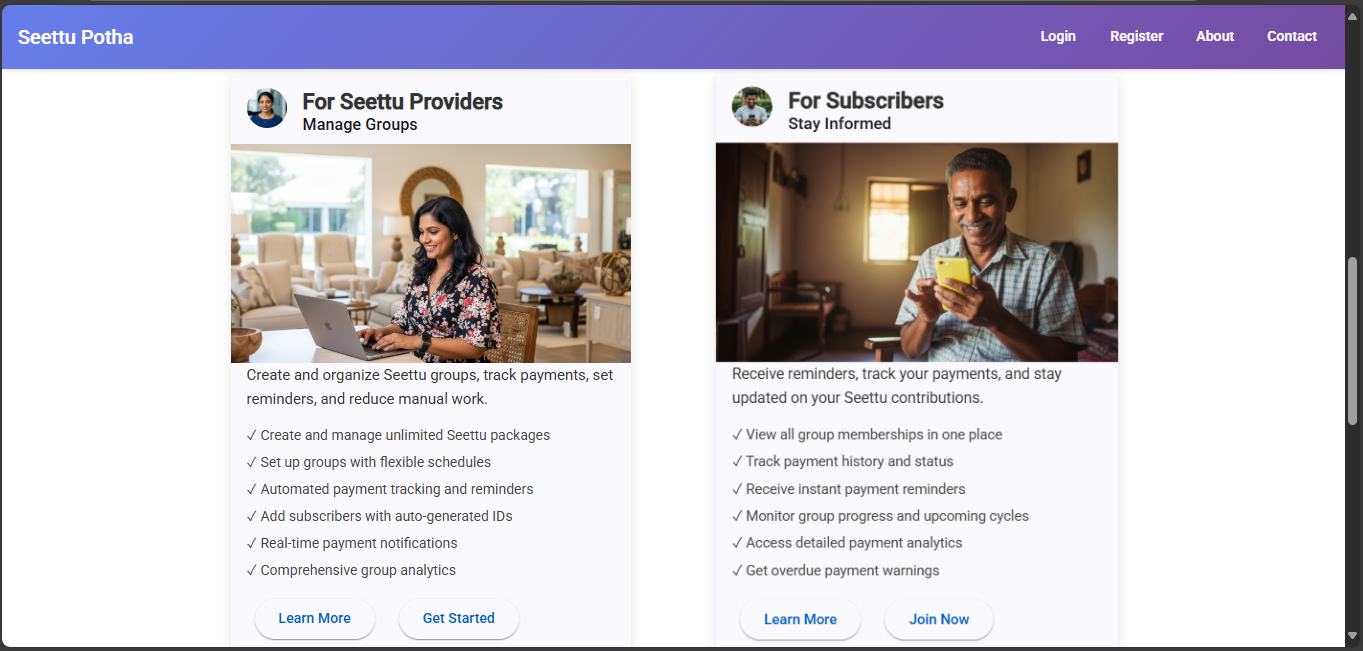 Seettu Potha
Login
Register
About
Contact
For Seettu Providers
Manage Groups
Create and organize Seettu groups, track payments, set
reminders, and reduce manual work.
✓ Create and manage unlimited Seettu packages
✓ Set up groups with flexible schedules
✓ Automated payment tracking and reminders
✓ Add subscribers with auto-generated IDs
✓ Real-time payment notifications
✓ Comprehensive group analytics
Learn More
Get Started
For Subscribers
Stay Informed
Receive reminders, track your payments, and stay
updated on your Seettu contributions.
✓ View all group memberships in one place
✓ Track payment history and status
✓ Receive instant payment reminders
✓ Monitor group progress and upcoming cycles
✓ Access detailed payment analytics
✓ Get overdue payment warnings
Learn More
Join Now